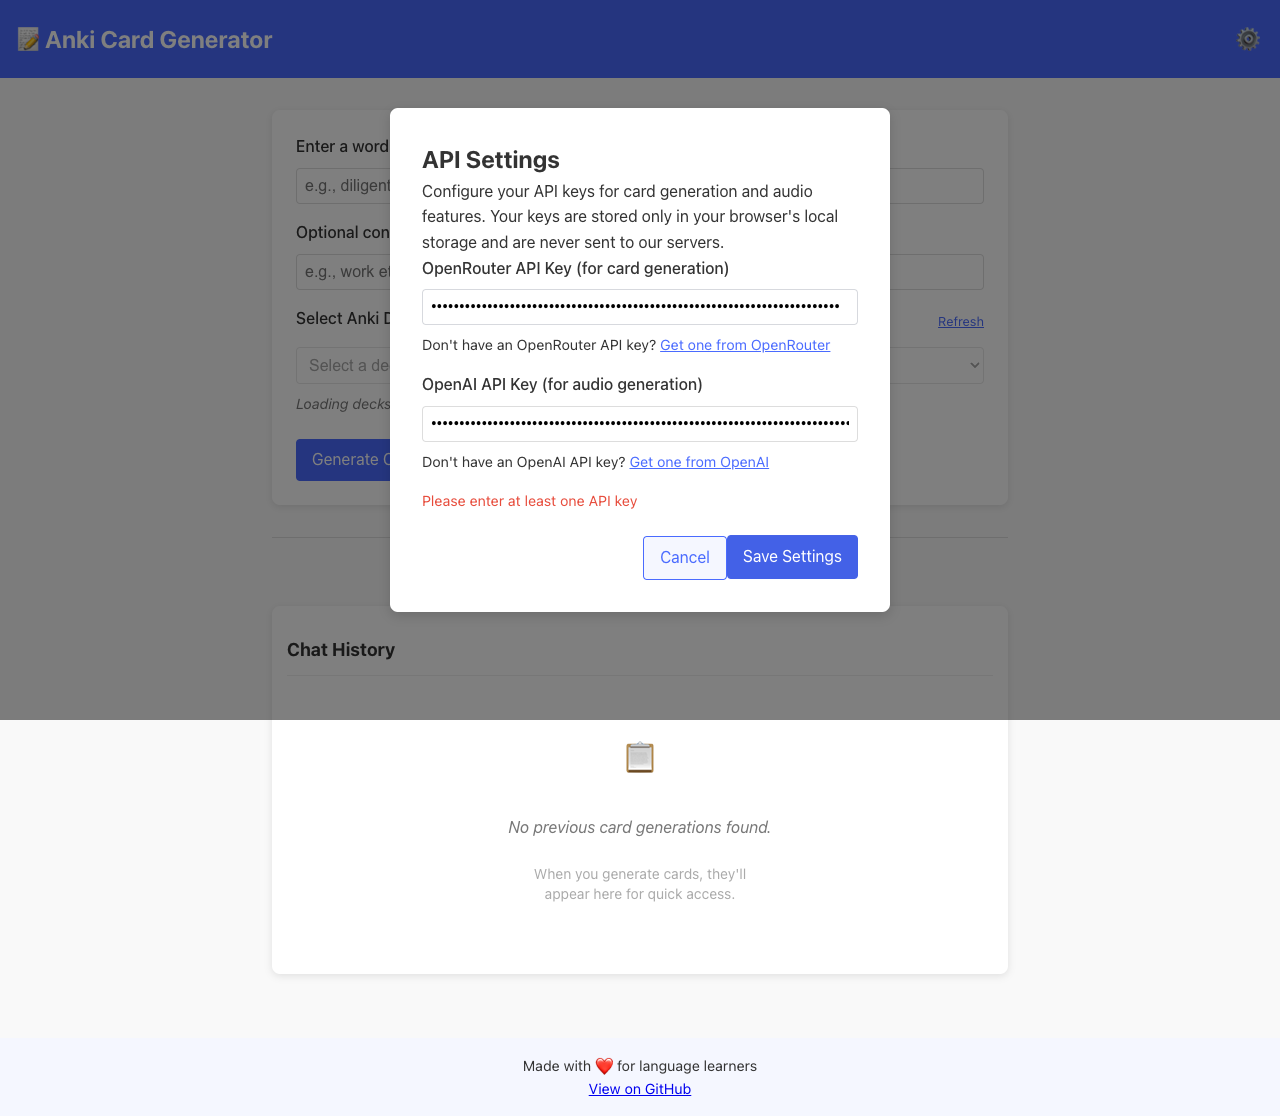 Anki Card Generator
Enter a word
e.g., diligent
Optional con
e.g., work et
Select Anki D
Refresh
Select a de
Loading decks
Generate C
API Settings
Configure your API keys for card generation and audio
features. Your keys are stored only in your browser's local
storage and are never sent to our servers.
OpenRouter API Key (for card generation)
Don't have an OpenRouter API key? Get one from OpenRouter
OpenAI API Key (for audio generation)
Don't have an OpenAI API key? Get one from OpenAI
Please enter at least one API key
Cancel
Save Settings
Chat History
No previous card generations found.
When you generate cards, they'll
appear here for quick access.
Made with ❤️ for language learners
View on GitHub